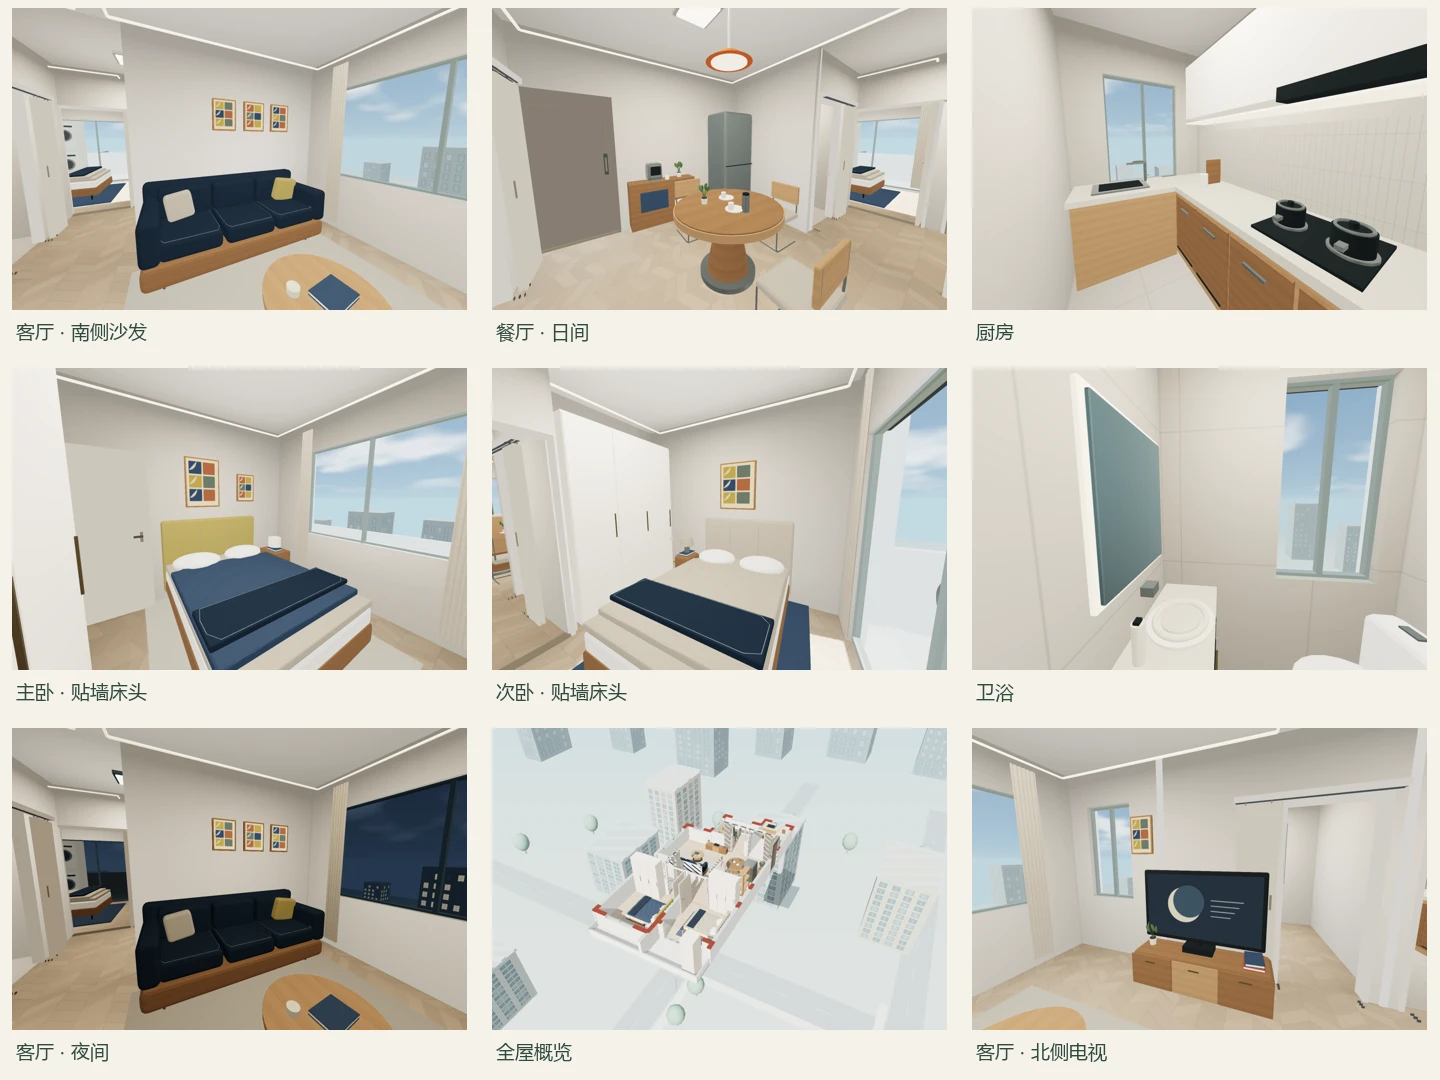 客厅 · 南侧沙发
餐厅 · 日间
厨房
主卧 · 贴墙床头
次卧 · 贴墙床头
卫浴
客厅 · 夜间
全屋概览
客厅 · 北侧电视